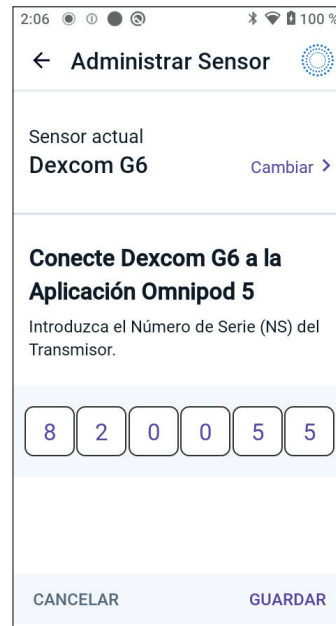 2:06 100 %
Administrar Sensor
Sensor actual
Dexcom G6
Cambiar
Conecte Dexcom G6 a la
Aplicación Omnipod 5
Introduzca el Número de Serie (NS) del
Transmisor.
8 2 0 0 5 5
CANCELAR GUARDAR